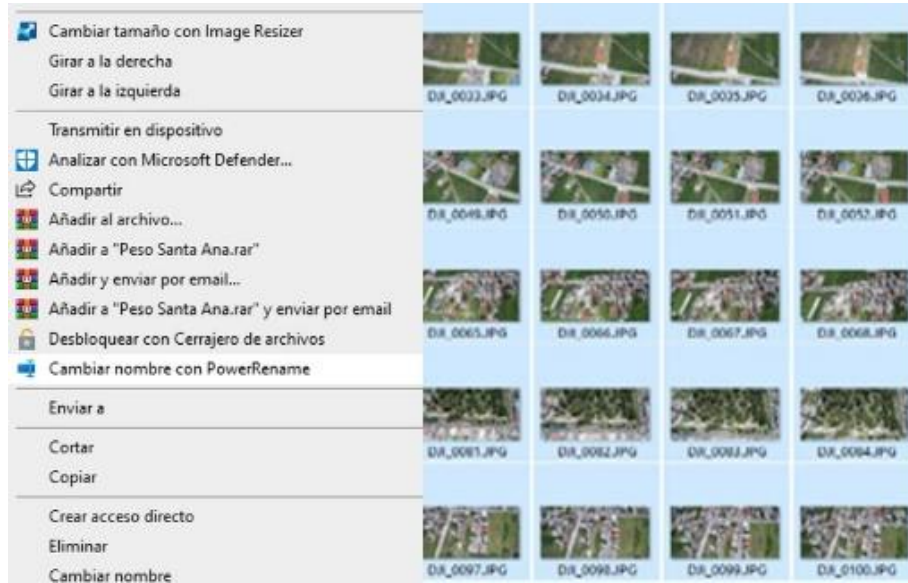 Cambiar tamaño con Image Resizer
Girar a la derecha
Girar a la izquierda
Transmitir en dispositivo
Analizar con Microsoft Defender...
Compartir
Añadir al archivo...
Añadir a "Peso Santa Ana.rar"
Añadir y enviar por email...
Añadir a "Peso Santa Ana.rar" y enviar por email
Desbloquear con Cerrajero de archivos
Cambiar nombre con PowerRename
Enviar a
Cortar
Copiar
Crear acceso directo
Eliminar
Cambiar nombre
DJI_0033.JPG DJI_0034.JPG DJI_0035.JPG DJI_0036.JPG
DJI_0049.JPG DJI_0050.JPG DJI_0051.JPG DJI_0052.JPG
DJI_0065.JPG DJI_0066.JPG DJI_0067.JPG DJI_0068.JPG
DJI_0081.JPG DJI_0082.JPG DJI_0083.JPG DJI_0084.JPG
DJI_0097.JPG DJI_0098.JPG DJI_0099.JPG DJI_0100.JPG